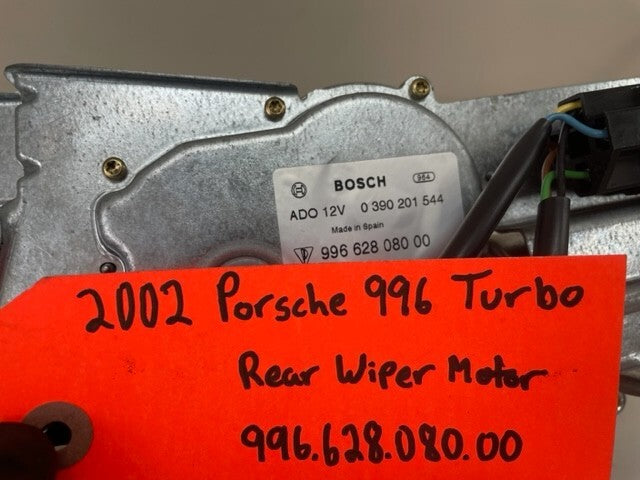 BOSCH 964
ADO 12V 0 390 201 544
Made in Spain
996 628 080 00
2002 Porsche 996 Turbo
Rear Wiper Motor
996.628.080.00